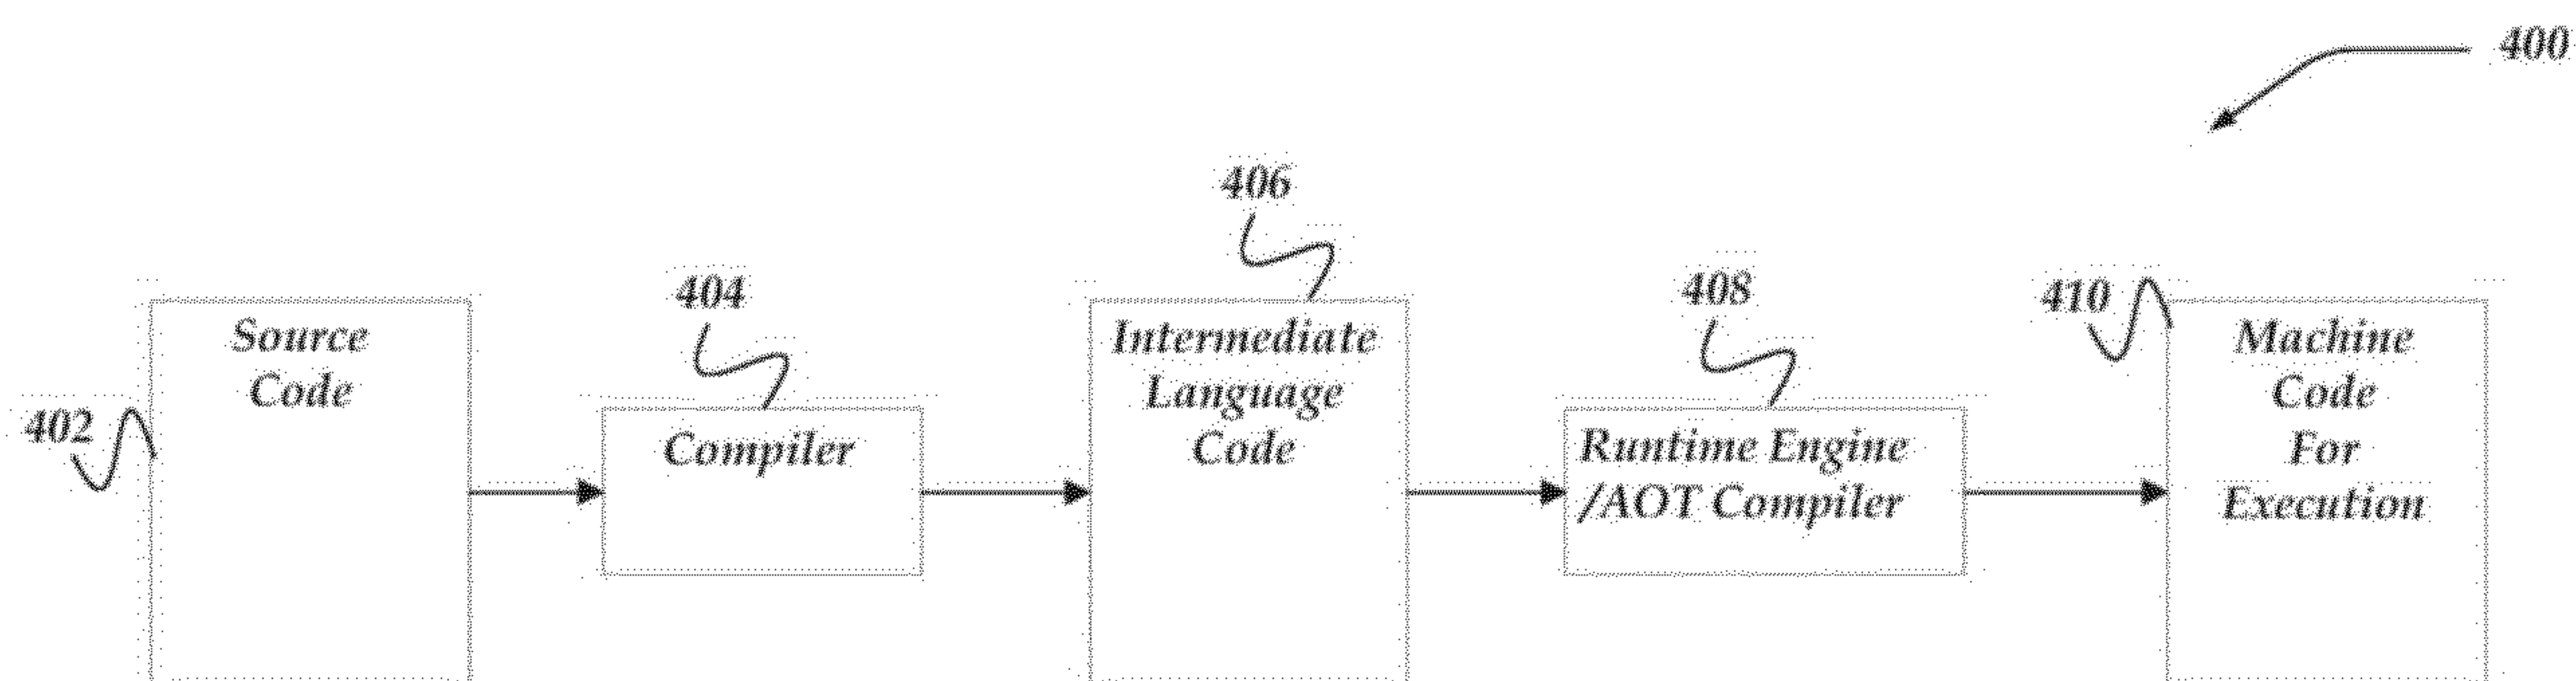 400
406
404
408
410
402
Source
Code
Compiler
Intermediate
Language
Code
Runtime Engine
/AOT Compiler
Machine
Code
For
Execution